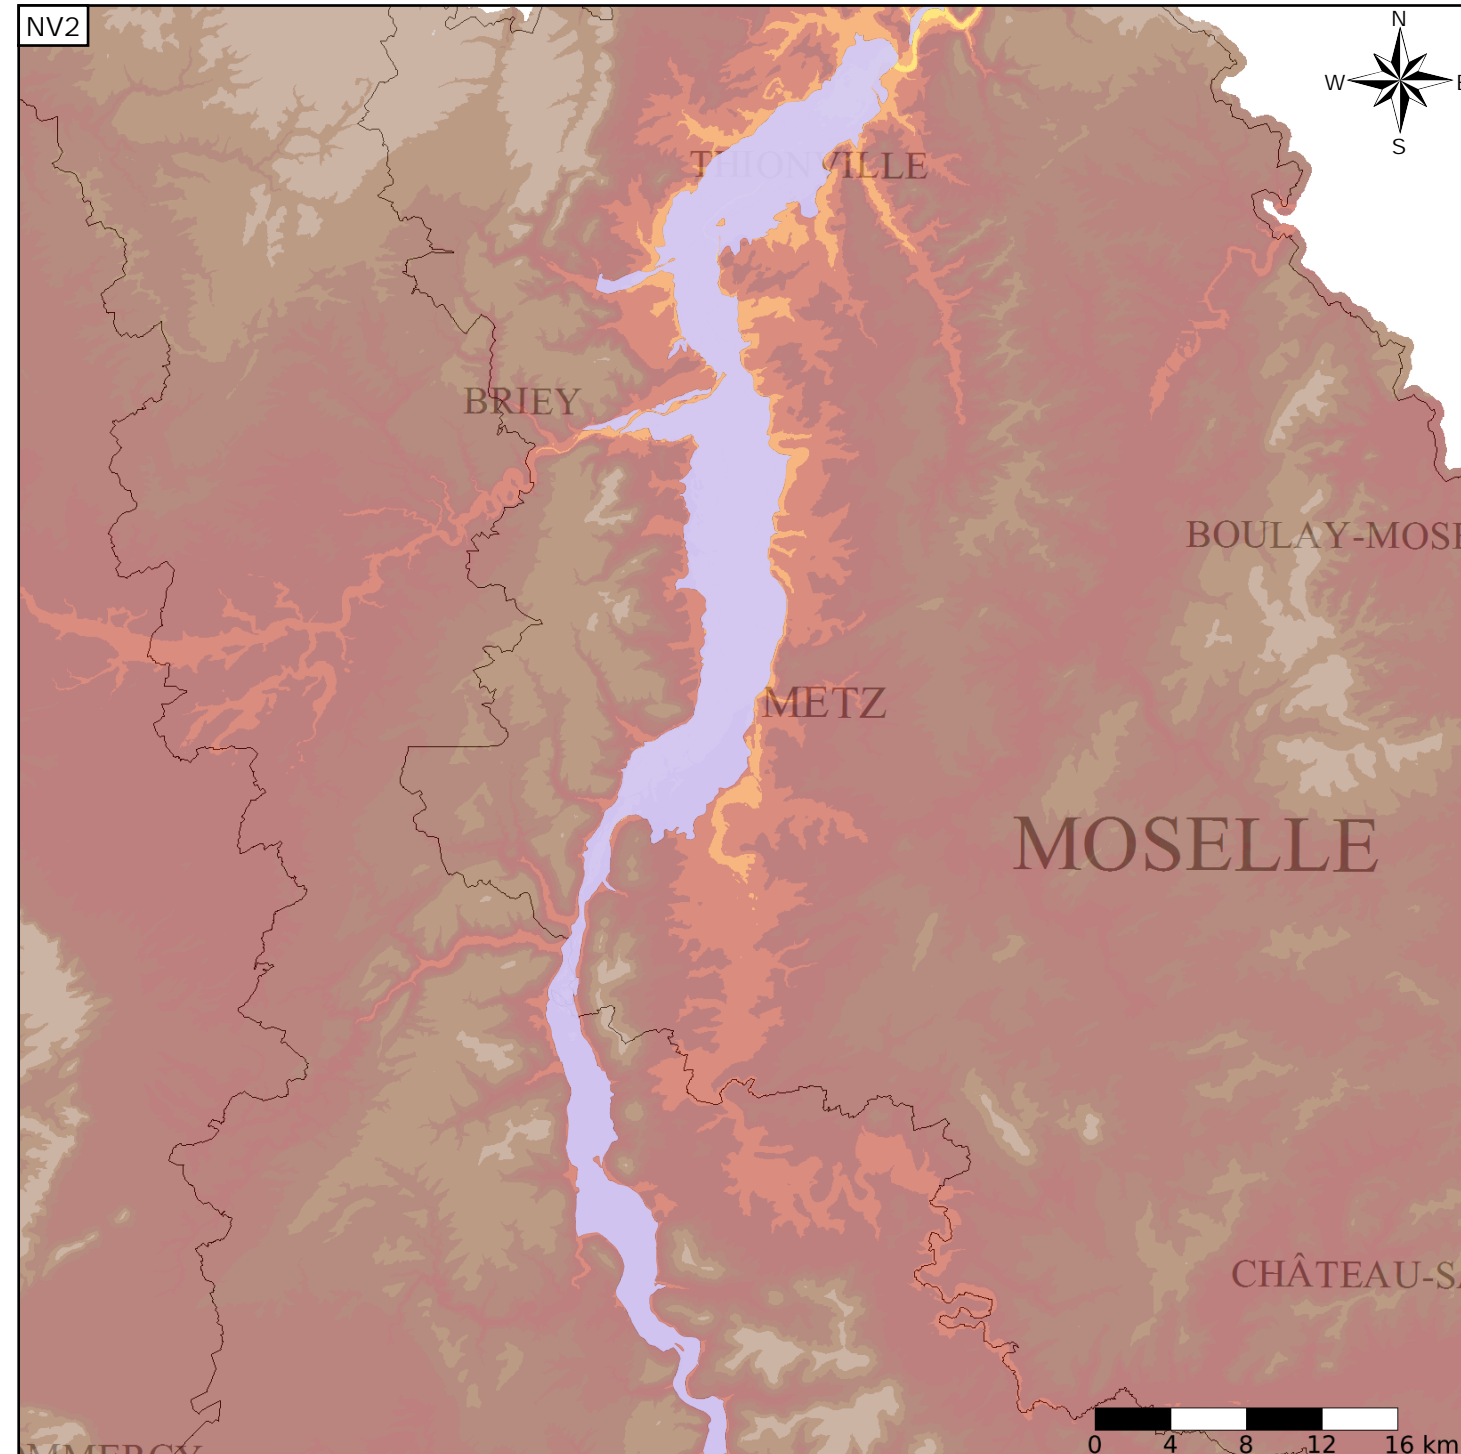 NV2
N
W
E
S
THIONVILLE
BRIEY
BOULAY-MOSE
METZ
MOSELLE
CHÂTEAU-SA
0 4 8 12 16 km